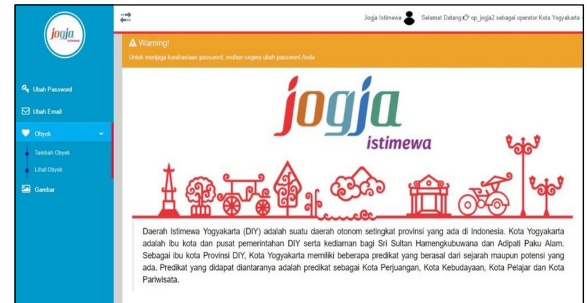 jogja
istimewa
Jogja Istimewa Selamat Datang op_jogja2 sebagai operator Kota Yogyakarta
Warning!
Untuk menjaga kerahasiaan password, mohon segera ubah password Anda
Ubah Password
Ubah Email
Obyek
Tambah Obyek
Lihat Obyek
Gambar
jogja
istimewa
Daerah Istimewa Yogyakarta (DIY) adalah suatu daerah otonom setingkat provinsi yang ada di Indonesia. Kota Yogyakarta
adalah ibu kota dan pusat pemerintahan DIY serta kediaman bagi Sri Sultan Hamengkubuwana dan Adipati Paku Alam.
Sebagai ibu kota Provinsi DIY, Kota Yogyakarta memiliki beberapa predikat yang berasal dari sejarah maupun potensi yang
ada. Predikat yang didapat diantaranya adalah predikat sebagai Kota Perjuangan, Kota Kebudayaan, Kota Pelajar dan Kota
Pariwisata.